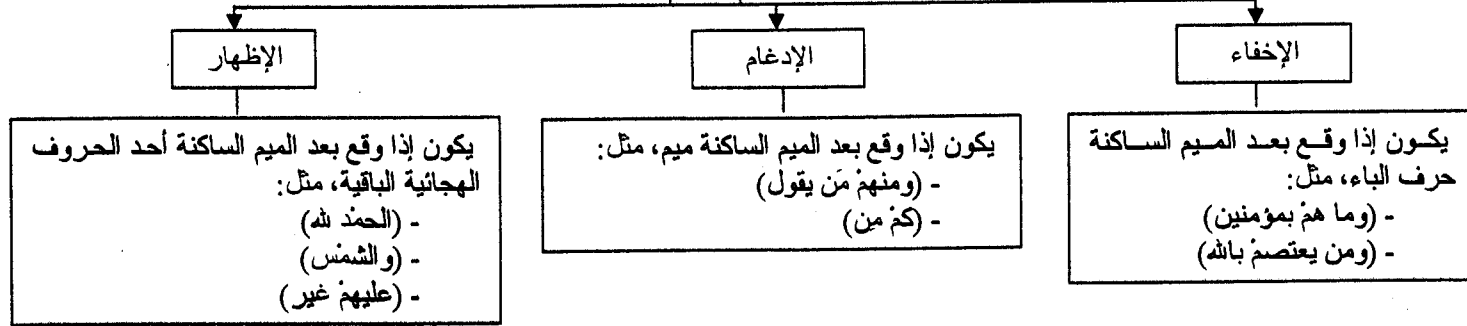 الإخفاء
يكون إذا وقع بعد الميم الساكنة
حرف الباء، مثل:
- (وما همْ بمؤمنين)
- (ومن يعتصمْ بالله)
الإدغام
يكون إذا وقع بعد الميم الساكنة ميم، مثل:
- (ومنهمْ مَن يقول)
- (كمْ مِن)
الإظهار
يكون إذا وقع بعد الميم الساكنة أحد الحروف
الهجائية الباقية، مثل:
- (الحمْد لله)
- (والشمْس)
- (عليهمْ غير)